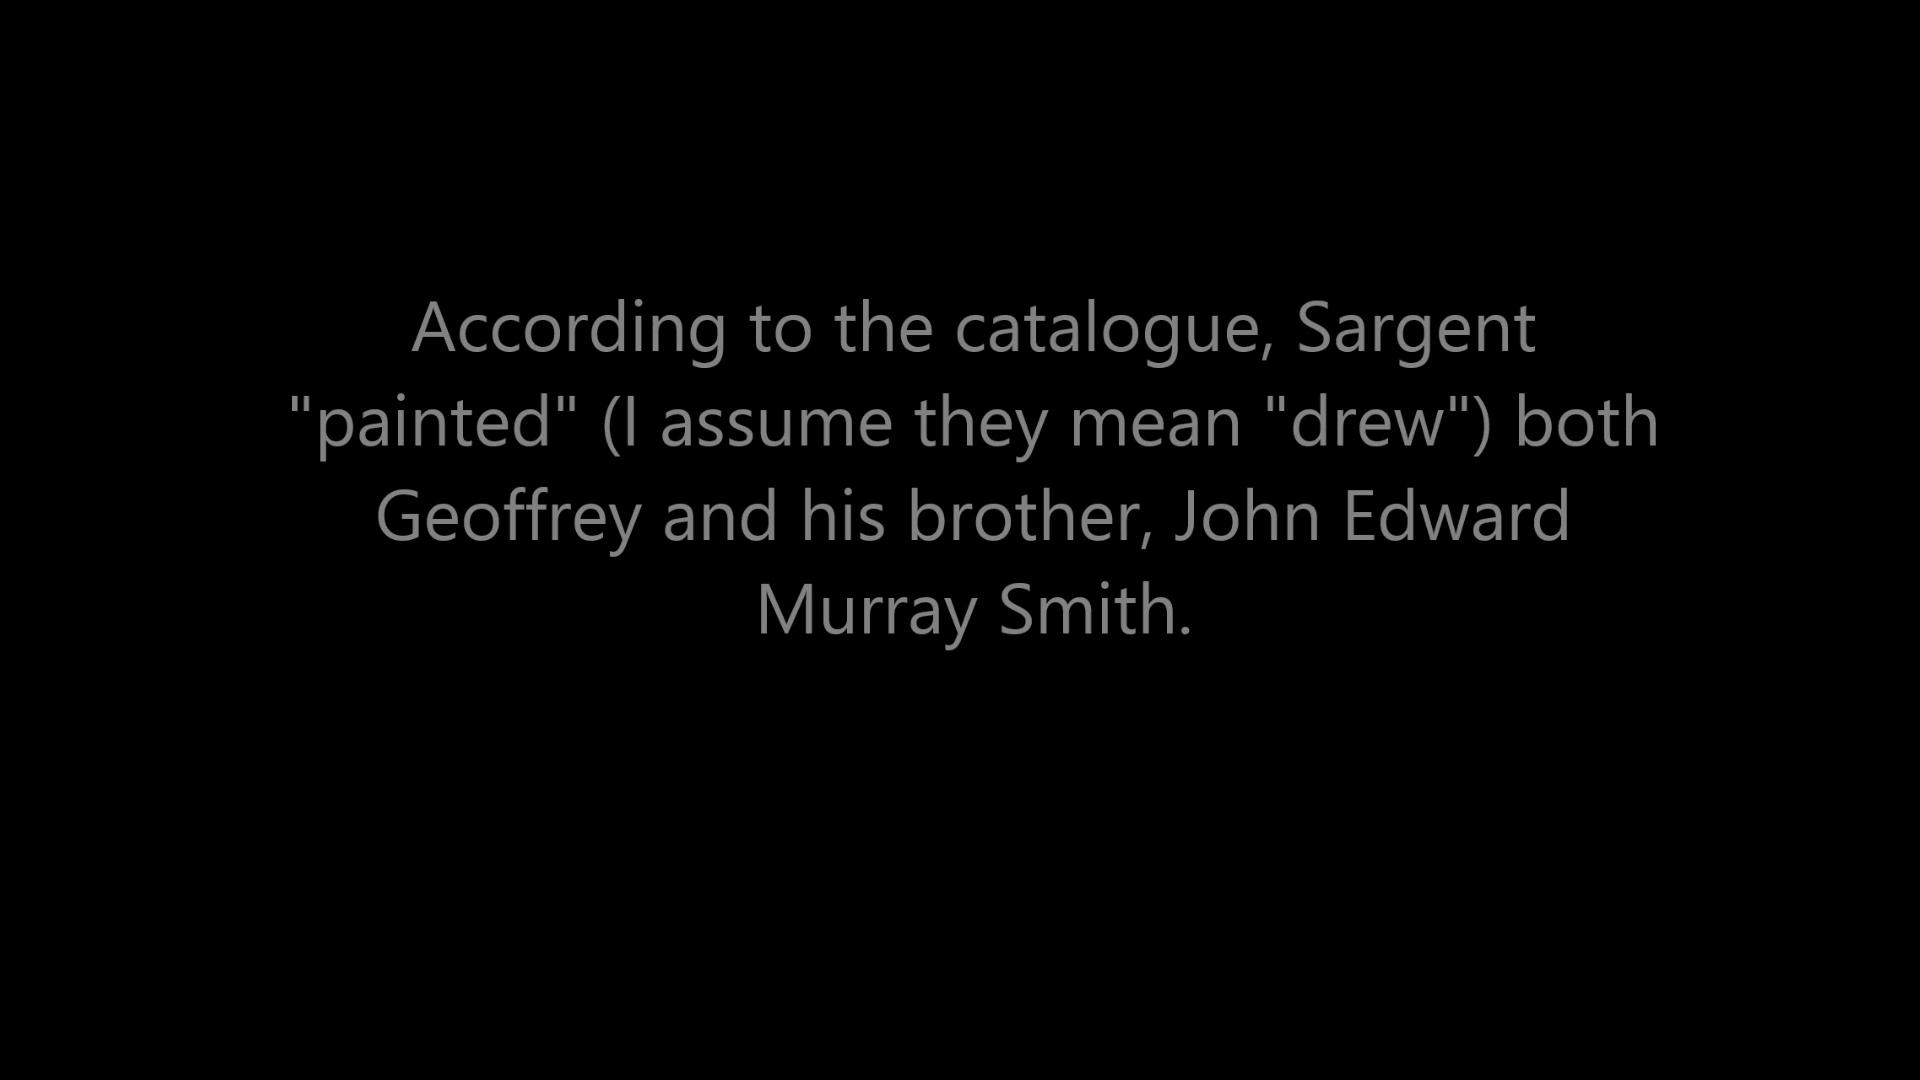 According to the catalogue, Sargent
"painted" (I assume they mean "drew") both
Geoffrey and his brother, John Edward
Murray Smith.